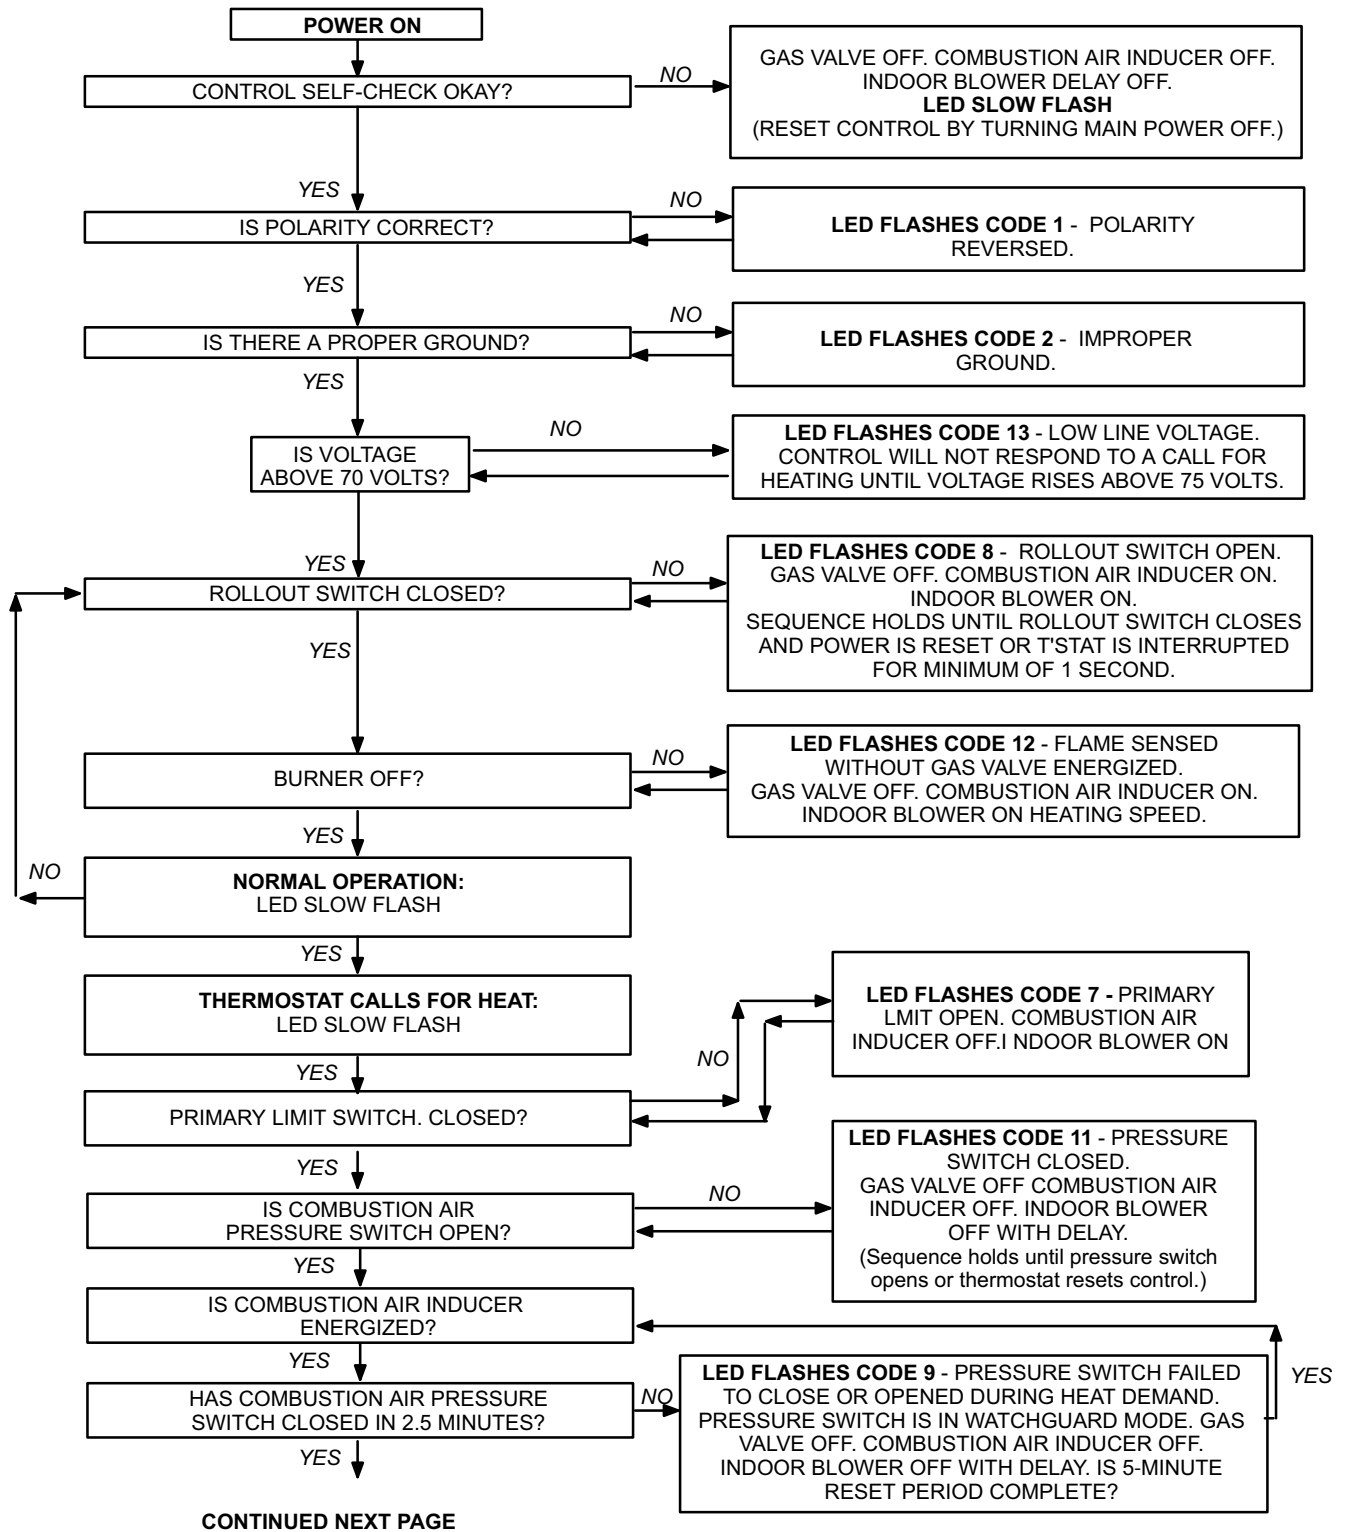 POWER ON
CONTROL SELF-CHECK OKAY?
NO
GAS VALVE OFF. COMBUSTION AIR INDUCER OFF.
INDOOR BLOWER DELAY OFF.
LED SLOW FLASH
(RESET CONTROL BY TURNING MAIN POWER OFF.)
YES
IS POLARITY CORRECT?
NO
LED FLASHES CODE 1 - POLARITY
REVERSED.
YES
IS THERE A PROPER GROUND?
NO
LED FLASHES CODE 2 - IMPROPER
GROUND.
YES
IS VOLTAGE
ABOVE 70 VOLTS?
NO
LED FLASHES CODE 13 - LOW LINE VOLTAGE.
CONTROL WILL NOT RESPOND TO A CALL FOR
HEATING UNTIL VOLTAGE RISES ABOVE 75 VOLTS.
YES
ROLLOUT SWITCH CLOSED?
NO
LED FLASHES CODE 8 - ROLLOUT SWITCH OPEN.
GAS VALVE OFF. COMBUSTION AIR INDUCER ON.
INDOOR BLOWER ON.
SEQUENCE HOLDS UNTIL ROLLOUT SWITCH CLOSES
AND POWER IS RESET OR T'STAT IS INTERRUPTED
FOR MINIMUM OF 1 SECOND.
YES
BURNER OFF?
NO
LED FLASHES CODE 12 - FLAME SENSED
WITHOUT GAS VALVE ENERGIZED.
GAS VALVE OFF. COMBUSTION AIR INDUCER ON.
INDOOR BLOWER ON HEATING SPEED.
YES
NO
NORMAL OPERATION:
LED SLOW FLASH
YES
THERMOSTAT CALLS FOR HEAT:
LED SLOW FLASH
LED FLASHES CODE 7 - PRIMARY
LMIT OPEN. COMBUSTION AIR
INDUCER OFF.I NDOOR BLOWER ON
NO
YES
PRIMARY LIMIT SWITCH. CLOSED?
YES
IS COMBUSTION AIR
PRESSURE SWITCH OPEN?
NO
LED FLASHES CODE 11 - PRESSURE
SWITCH CLOSED.
GAS VALVE OFF COMBUSTION AIR
INDUCER OFF. INDOOR BLOWER
OFF WITH DELAY.
(Sequence holds until pressure switch
opens or thermostat resets control.)
YES
IS COMBUSTION AIR INDUCER
ENERGIZED?
YES
HAS COMBUSTION AIR PRESSURE
SWITCH CLOSED IN 2.5 MINUTES?
NO
LED FLASHES CODE 9 - PRESSURE SWITCH FAILED
TO CLOSE OR OPENED DURING HEAT DEMAND.
PRESSURE SWITCH IS IN WATCHGUARD MODE. GAS
VALVE OFF. COMBUSTION AIR INDUCER OFF.
INDOOR BLOWER OFF WITH DELAY. IS 5-MINUTE
RESET PERIOD COMPLETE?
YES
YES
CONTINUED NEXT PAGE